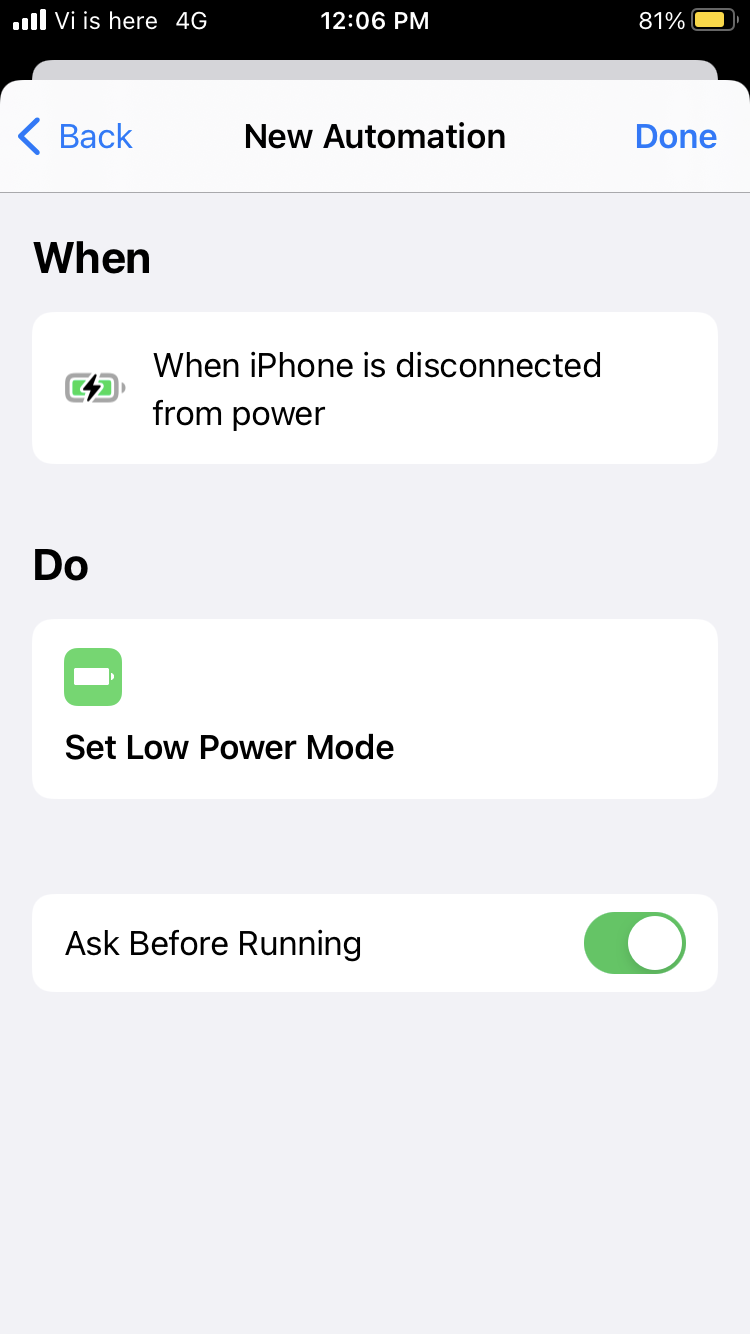 Vi is here 4G 12:06 PM 81%
Back New Automation Done
When
When iPhone is disconnected
from power
Do
Set Low Power Mode
Ask Before Running